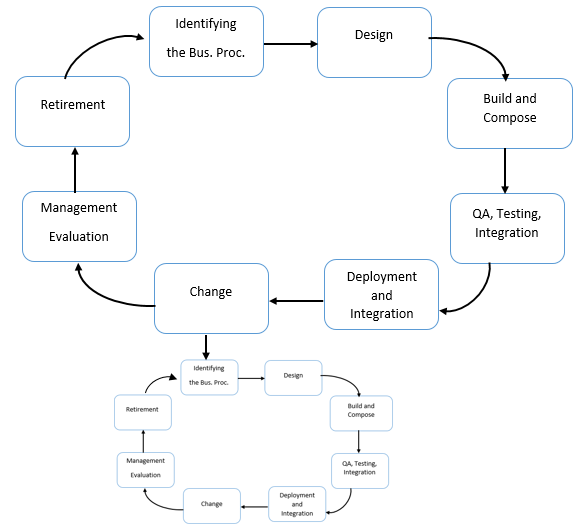 Identifying
the Bus. Proc.
Design
Build and
Compose
QA, Testing,
Integration
Deployment
and
Integration
Change
Management
Evaluation
Retirement
Identifying
the Bus. Proc.
Design
Build and
Compose
QA, Testing,
Integration
Deployment
and
Integration
Change
Management
Evaluation
Retirement